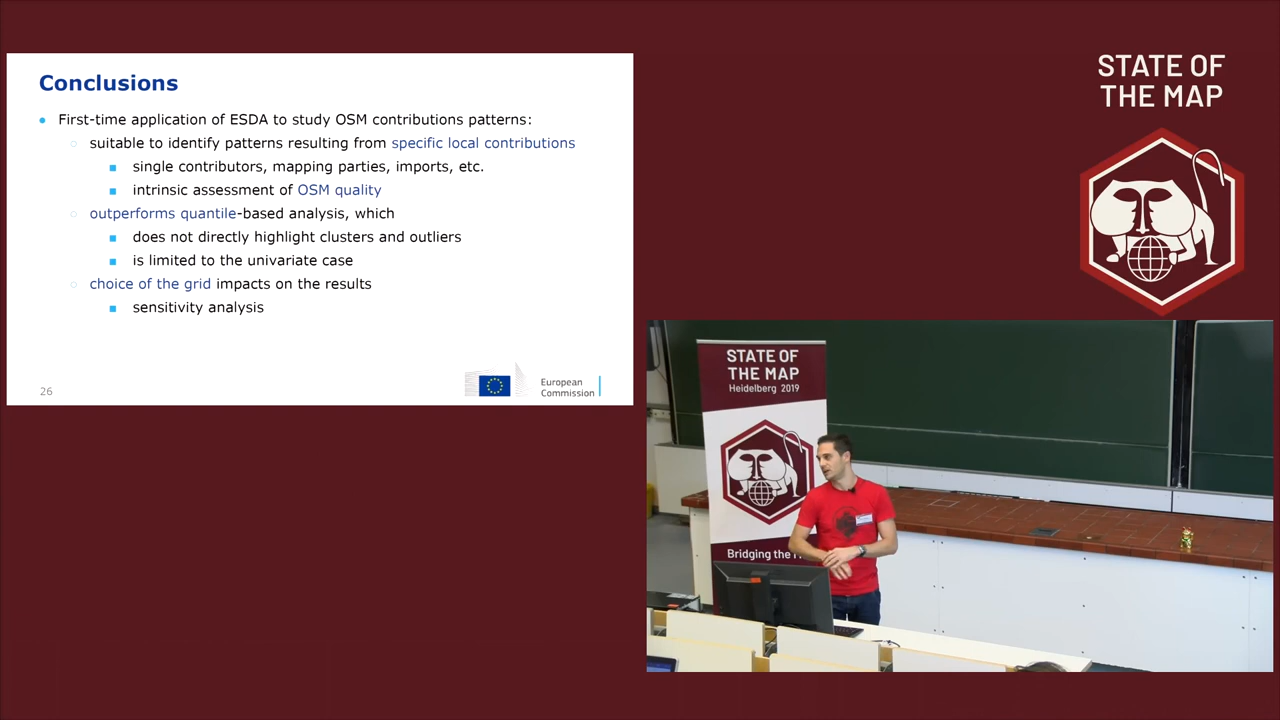 Conclusions
First-time application of ESDA to study OSM contributions patterns:
suitable to identify patterns resulting from specific local contributions
single contributors, mapping parties, imports, etc.
intrinsic assessment of OSM quality
outperforms quantile-based analysis, which
does not directly highlight clusters and outliers
is limited to the univariate case
choice of the grid impacts on the results
sensitivity analysis
26
European
Commission
STATE OF
THE MAP
STATE OF
THE MAP
Heidelberg 2019
Bridging the